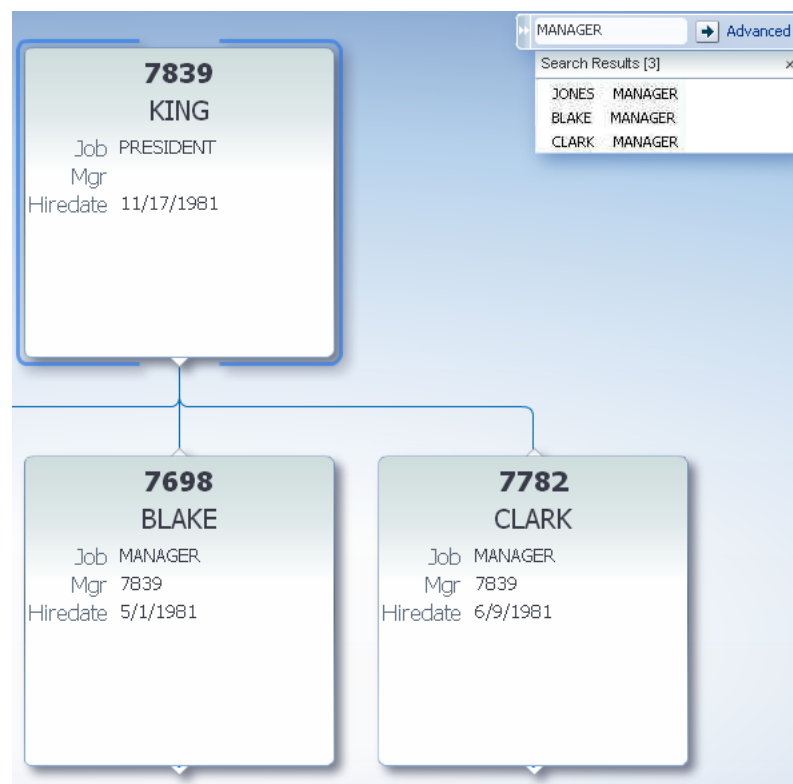 MANAGER
Advanced
Search Results [3]
×
JONES MANAGER
BLAKE MANAGER
CLARK MANAGER
7839
KING
Job PRESIDENT
Mgr
Hiredate 11/17/1981
7698
BLAKE
Job MANAGER
Mgr 7839
Hiredate 5/1/1981
7782
CLARK
Job MANAGER
Mgr 7839
Hiredate 6/9/1981